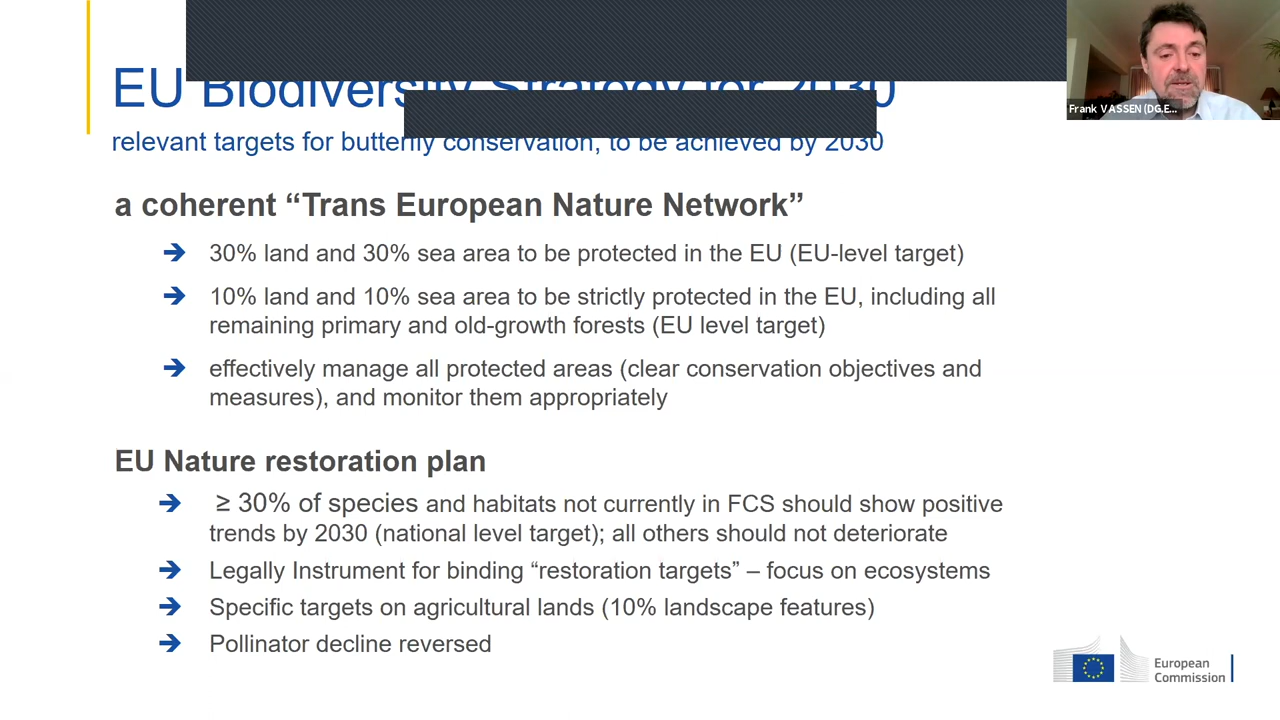 EU Biodiversity Strategy for 2030
relevant targets for butterfly conservation, to be achieved by 2030
a coherent “Trans European Nature Network”
30% land and 30% sea area to be protected in the EU (EU-level target)
10% land and 10% sea area to be strictly protected in the EU, including all
remaining primary and old-growth forests (EU level target)
effectively manage all protected areas (clear conservation objectives and
measures), and monitor them appropriately
EU Nature restoration plan
≥ 30% of species and habitats not currently in FCS should show positive
trends by 2030 (national level target); all others should not deteriorate
Legally Instrument for binding “restoration targets” – focus on ecosystems
Specific targets on agricultural lands (10% landscape features)
Pollinator decline reversed
Frank VASSEN (DG.E...
European
Commission